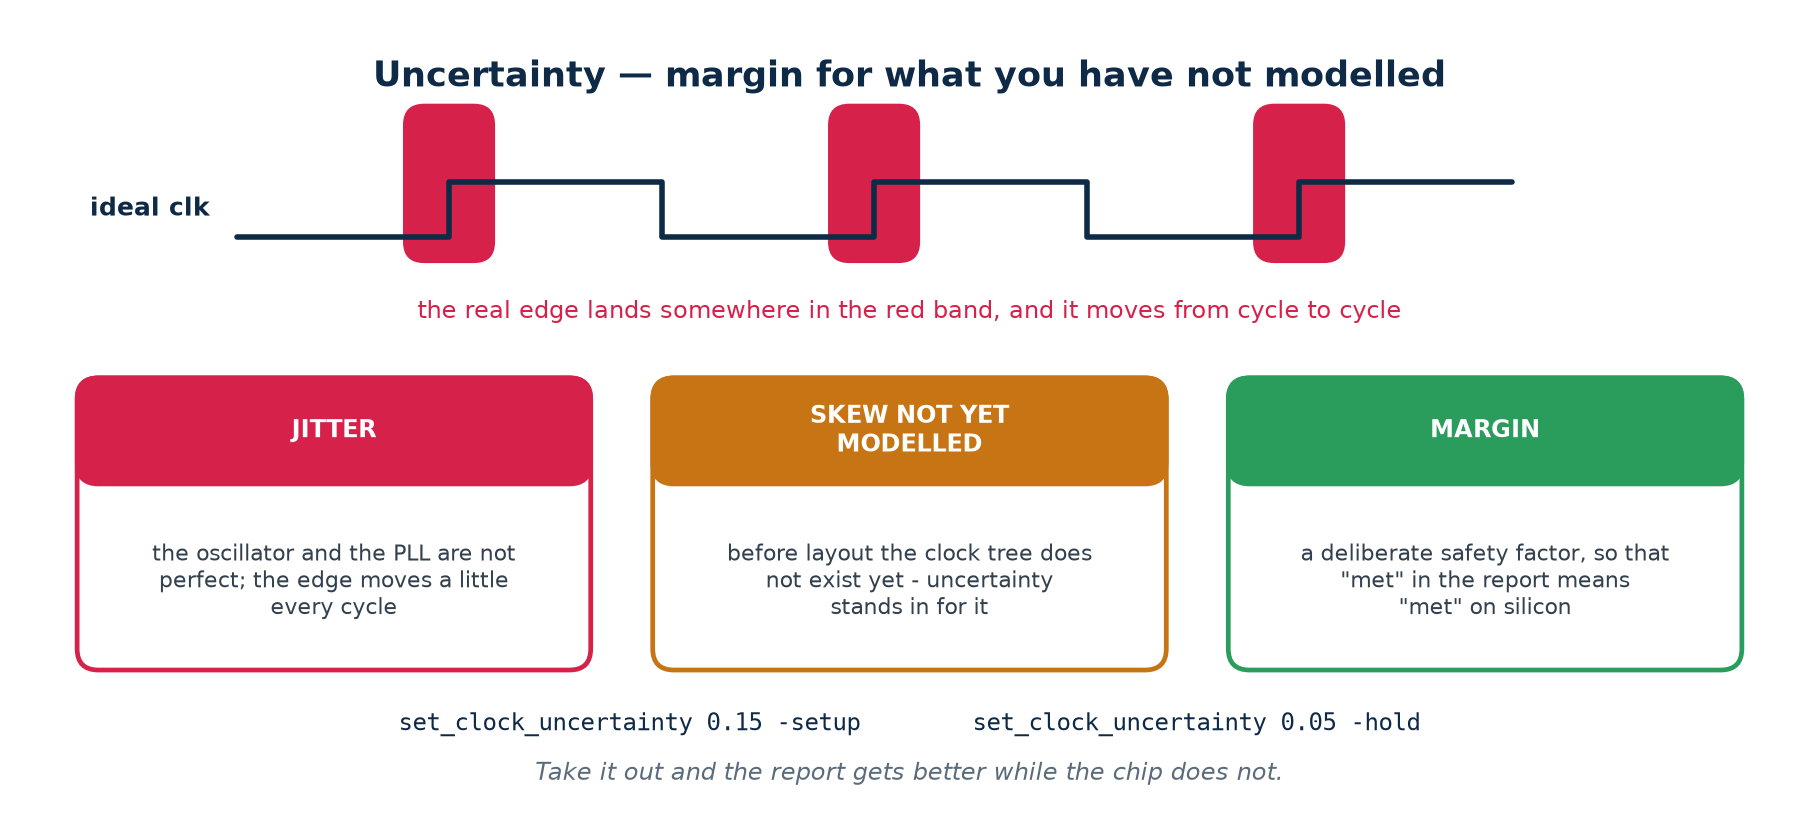 Uncertainty — margin for what you have not modelled
ideal clk
the real edge lands somewhere in the red band, and it moves from cycle to cycle
JITTER
the oscillator and the PLL are not
perfect; the edge moves a little
every cycle
SKEW NOT YET
MODELLED
before layout the clock tree does
not exist yet - uncertainty
stands in for it
MARGIN
a deliberate safety factor, so that
"met" in the report means
"met" on silicon
set_clock_uncertainty 0.15 -setup
set_clock_uncertainty 0.05 -hold
Take it out and the report gets better while the chip does not.